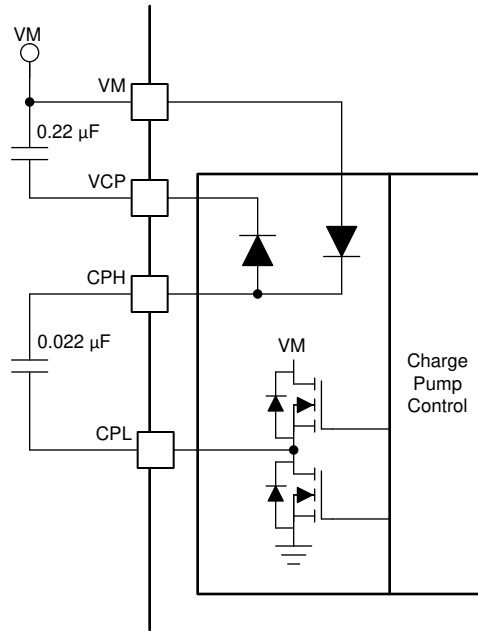 VM
VM
0.22 µF
VCP
CPH
0.022 µF
VM
Charge
Pump
Control
CPL